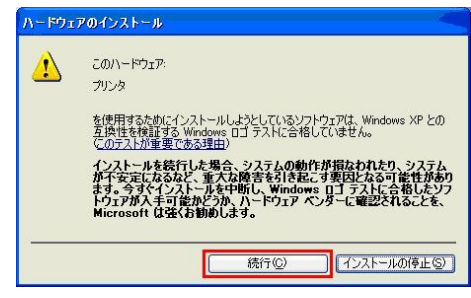 ハードウェアのインストール
このハードウェア:
プリンタ
を使用するためにインストールしようとしているソフトウェアは、Windows XP との
互換性を検証する Windows ロゴ テストに合格していません。
(このテストが重要である理由)
インストールを続行した場合、システムの動作が損なわれたり、システム
が不安定になるなど、重大な障害を引き起こす要因となる可能性があり
ます。今すぐインストールを中断し、Windows ロゴ テストに合格したソフ
トウェアが入手可能かどうか、ハードウェア ベンダーに確認されることを、
Microsoft は強くお勧めします。
続行(C) インストールの停止(S)